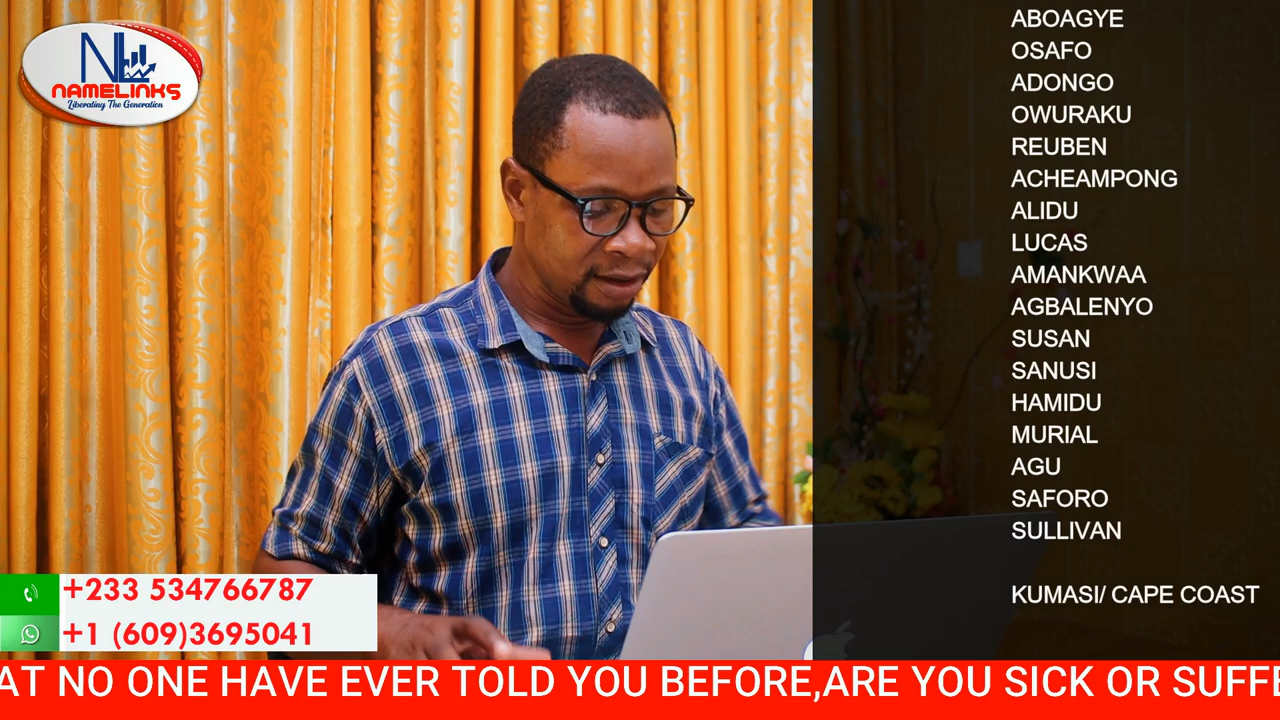 NL
NAMELINKS
Liberating The Generation
ABOAGYE
OSAFO
ADONGO
OWURAKU
REUBEN
ACHEAMPONG
ALIDU
LUCAS
AMANKWAA
AGBALENYO
SUSAN
SANUSI
HAMIDU
MURIAL
AGU
SAFORO
SULLIVAN
KUMASI/ CAPE COAST
+233 534766787
+1 (609)3695041
AT NO ONE HAVE EVER TOLD YOU BEFORE,ARE YOU SICK OR SUFFE